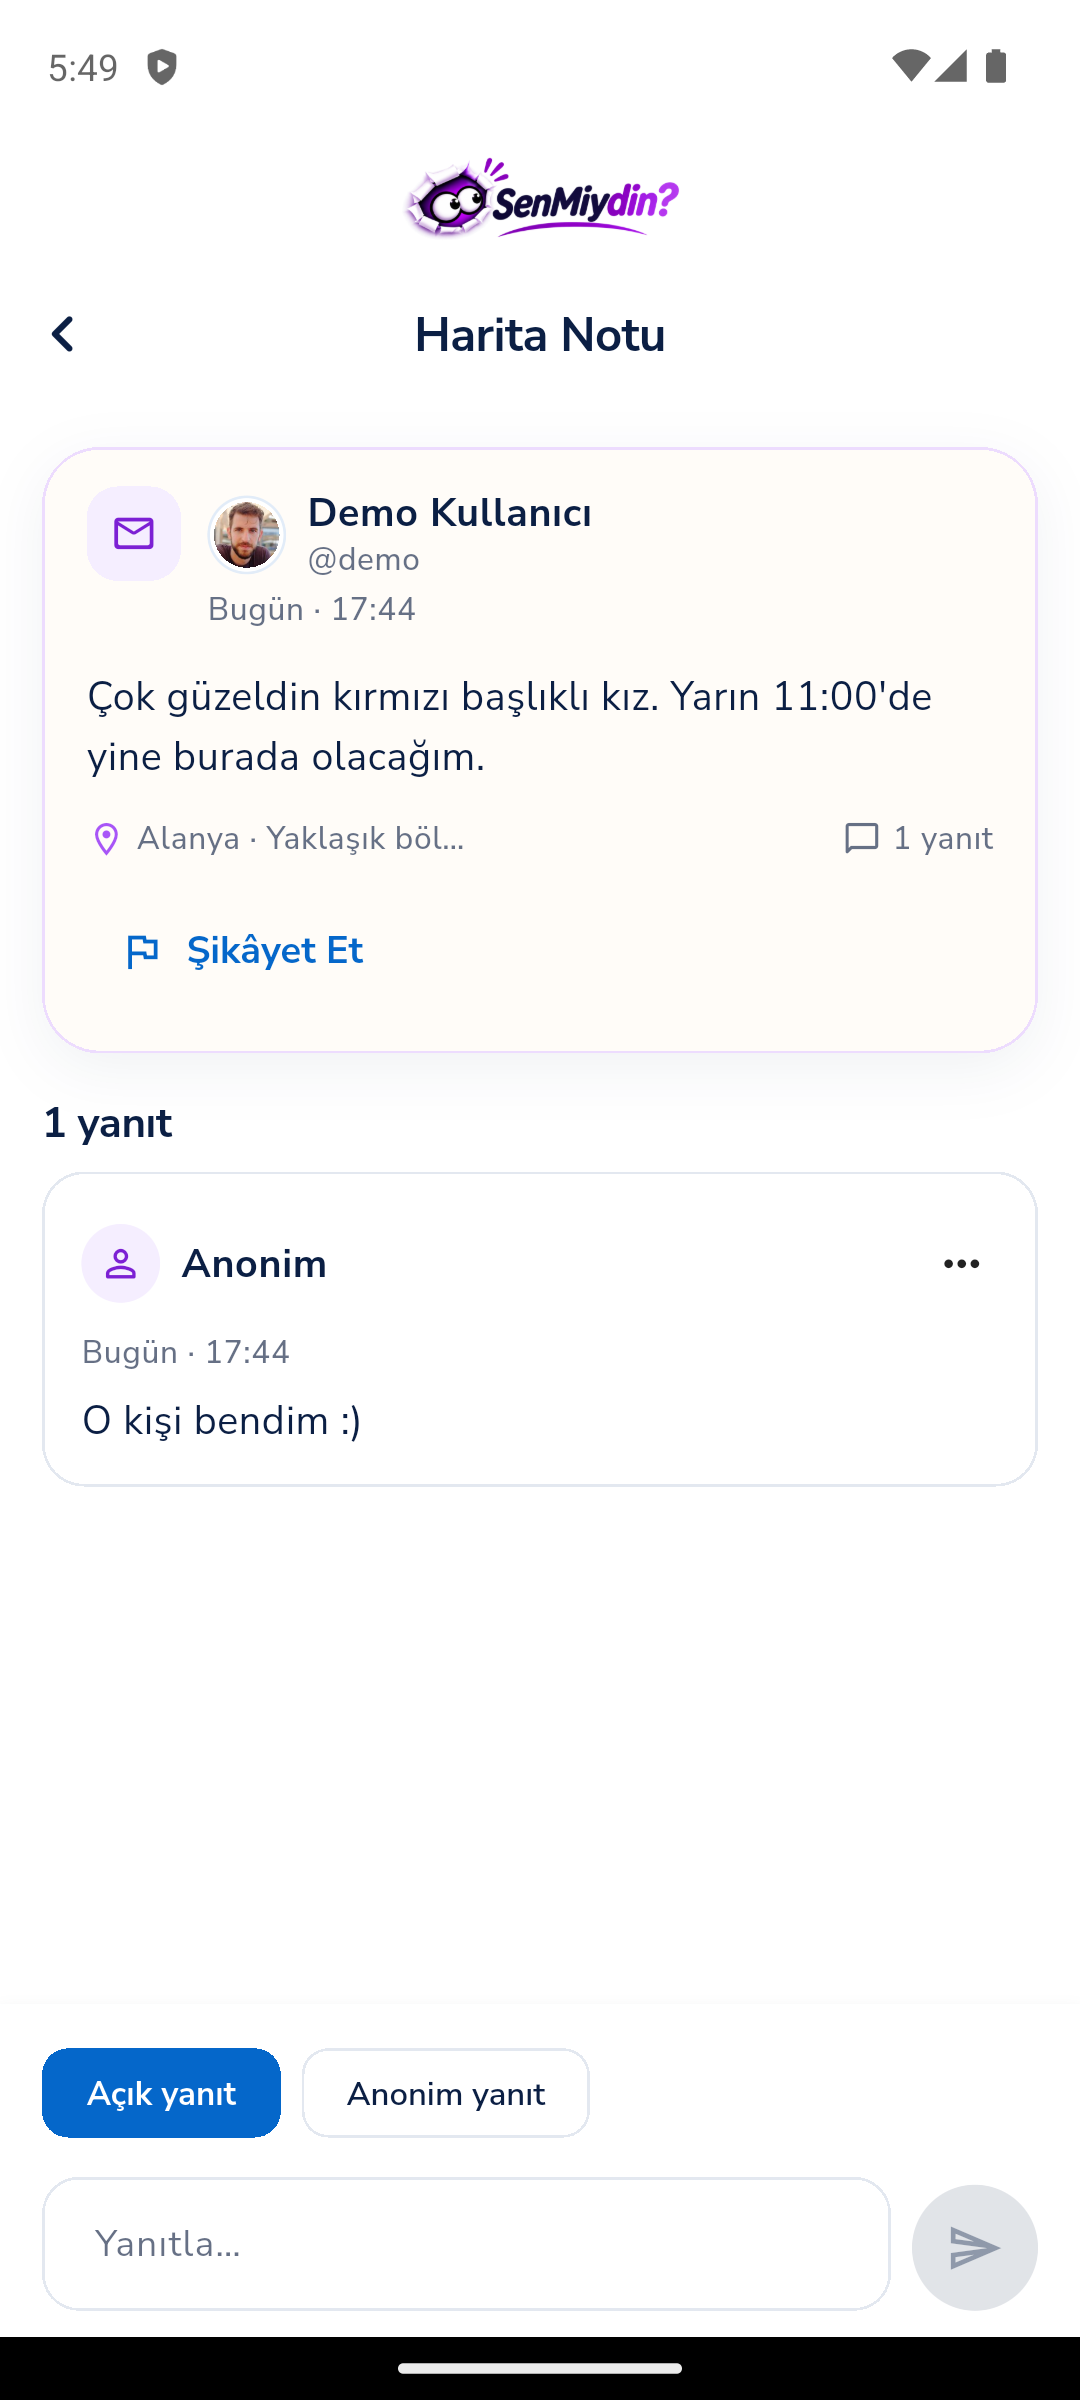 5:49
SenMiydin?
Harita Notu
Demo Kullanıcı
@demo
Bugün · 17:44
Çok güzeldin kırmızı başlıklı kız. Yarın 11:00'de
yine burada olacağım.
Alanya · Yaklaşık böl...
1 yanıt
Şikâyet Et
1 yanıt
Anonim
Bugün · 17:44
O kişi bendim :)
Açık yanıt
Anonim yanıt
Yanıtla...